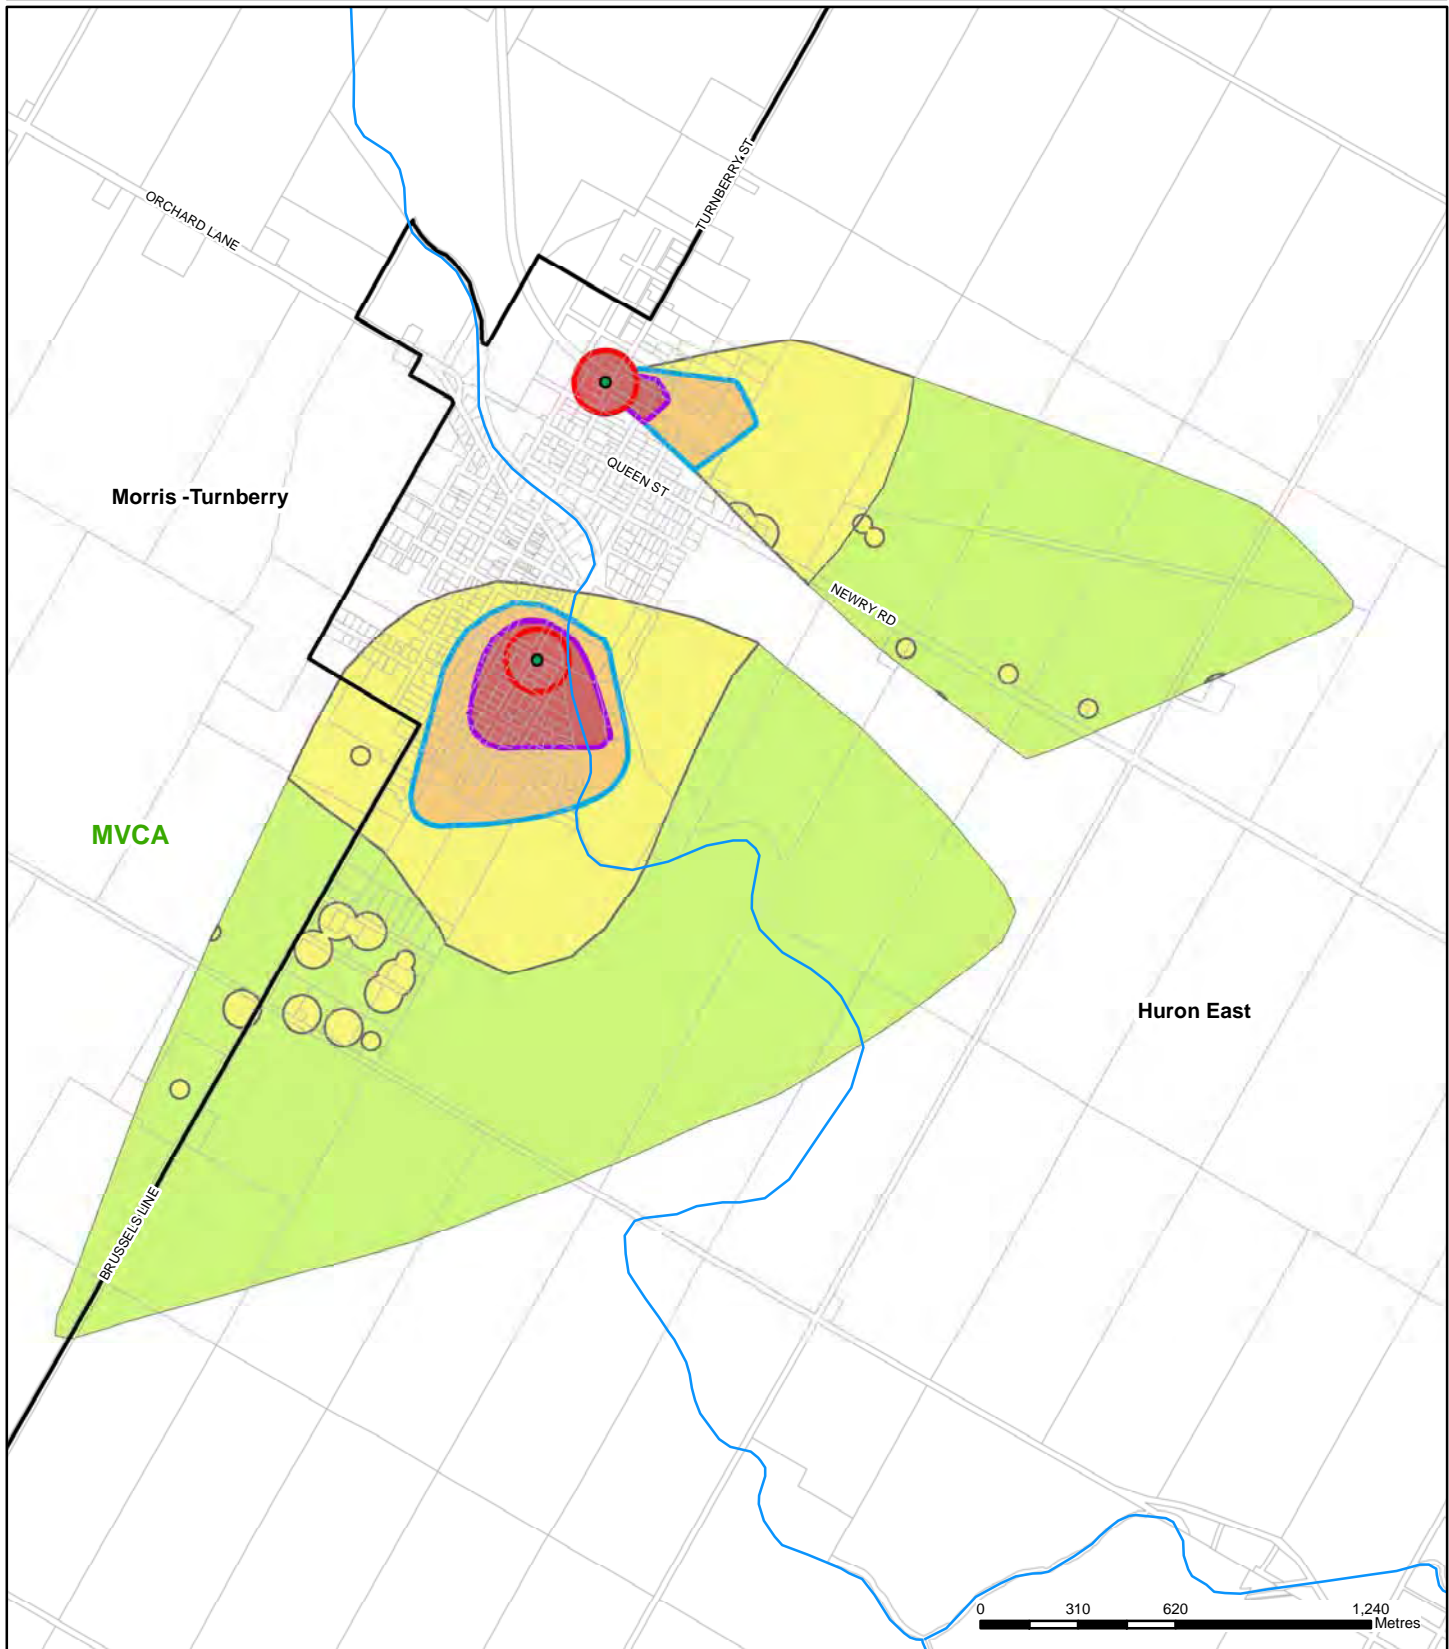 TURNBERRY ST
ORCHARD LANE
QUEEN ST
Morris -Turnberry
NEWRY RD
MVCA
Huron East
BRUSSELS LINE
0 310 620 1,240
Metres